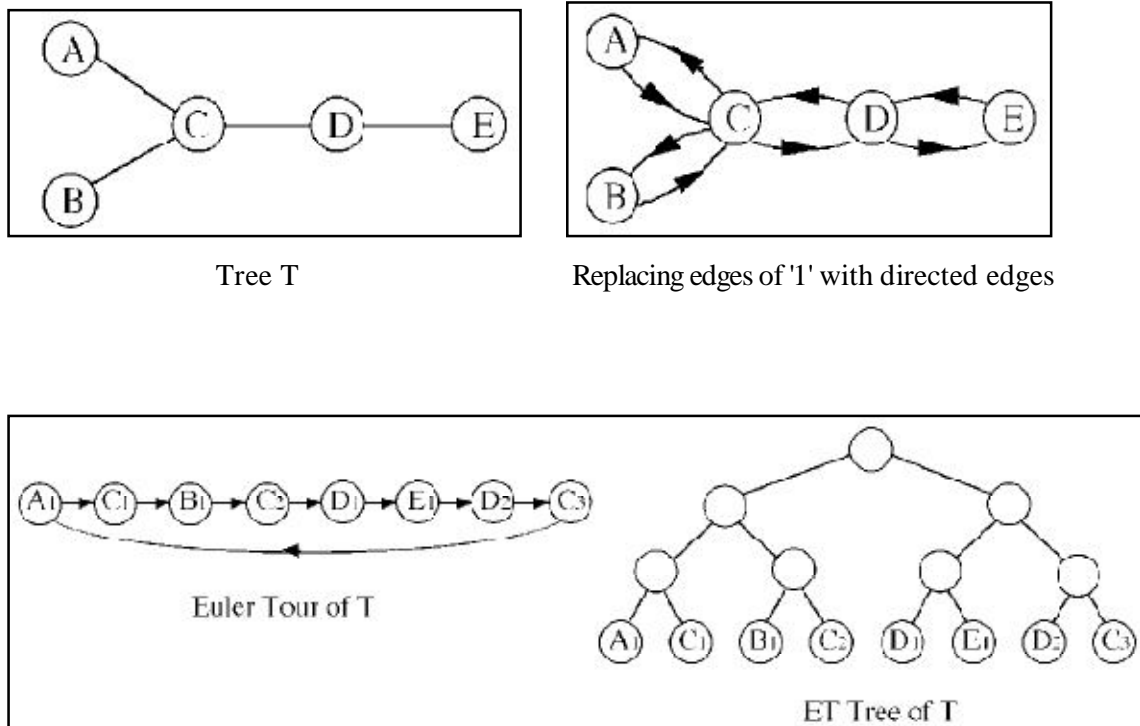 A
C D E
B
A
C D E
B
Tree T
Replacing edges of '1' with directed edges
A1 C1 B1 C2 D1 E1 D2 C3
Euler Tour of T
A1 C1 B1 C2 D1 E1 D2 C3
ET Tree of T